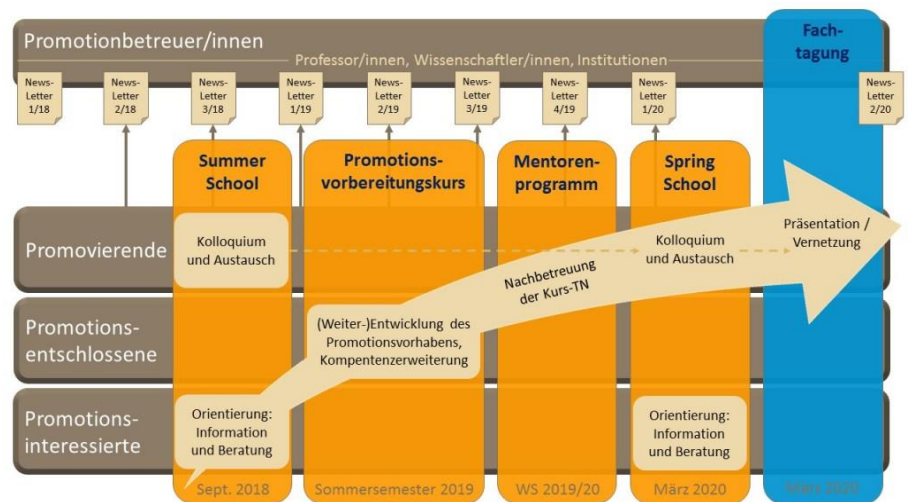 Promotionbetreuer/innen
Professor/innen, Wissenschaftler/innen, Institutionen
Fach-
tagung
News-
Letter
1/18
News-
Letter
2/18
News-
Letter
3/18
News-
Letter
1/19
News-
Letter
2/19
News-
Letter
3/19
News-
Letter
4/19
News-
Letter
1/20
News-
Letter
2/20
Summer
School
Promotions-
vorbereitungskurs
Mentoren-
programm
Spring
School
Promovierende
Kolloquium
und Austausch
Nachbetreuung
der Kurs-TN
Kolloquium
und Austausch
Präsentation /
Vernetzung
Promotions-
entschlossene
(Weiter-)Entwicklung des
Promotionsvorhabens,
Kompentenzerweiterung
Promotions-
interessierte
Orientierung:
Information
und Beratung
Orientierung:
Information
und Beratung
Sept. 2018
Sommersemester 2019
WS 2019/20
März 2020
März 2020